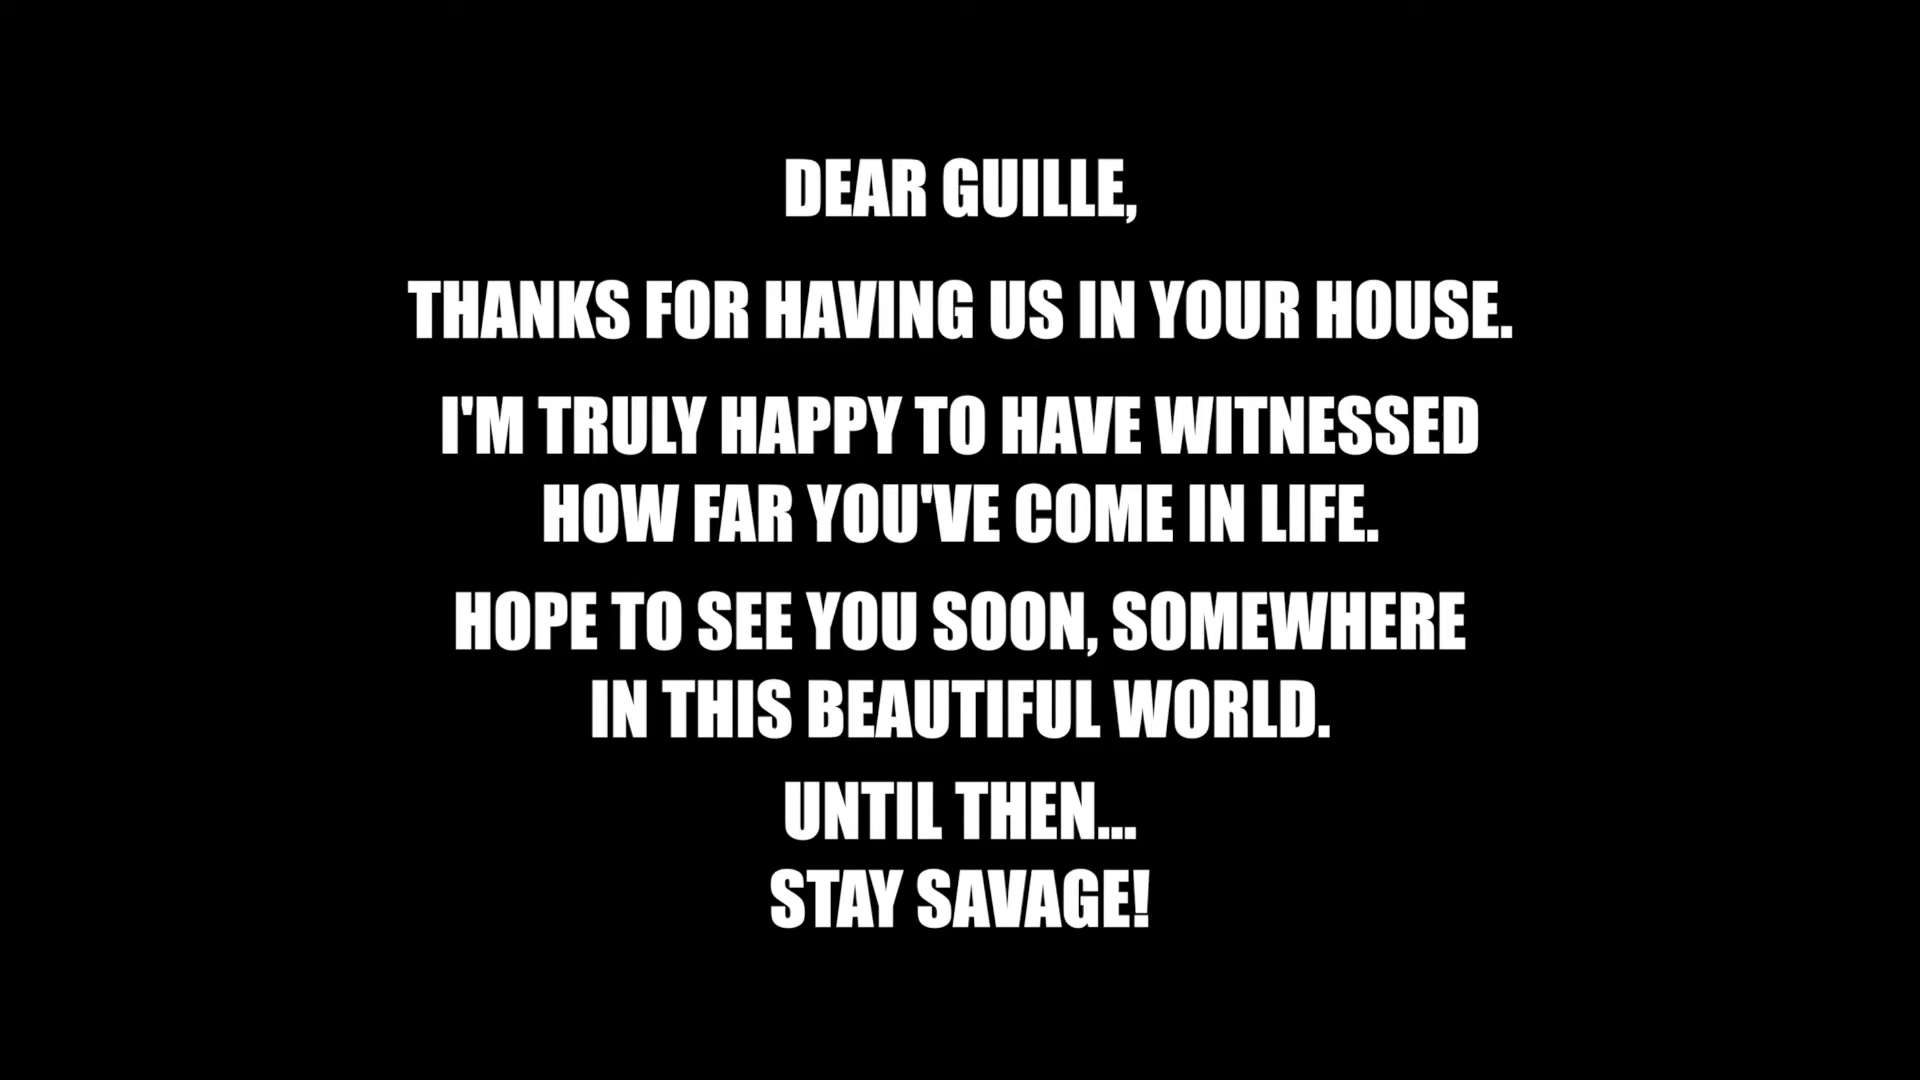 DEAR GUILLE,
THANKS FOR HAVING US IN YOUR HOUSE.
I'M TRULY HAPPY TO HAVE WITNESSED
HOW FAR YOU'VE COME IN LIFE.
HOPE TO SEE YOU SOON, SOMEWHERE
IN THIS BEAUTIFUL WORLD.
UNTIL THEN...
STAY SAVAGE!